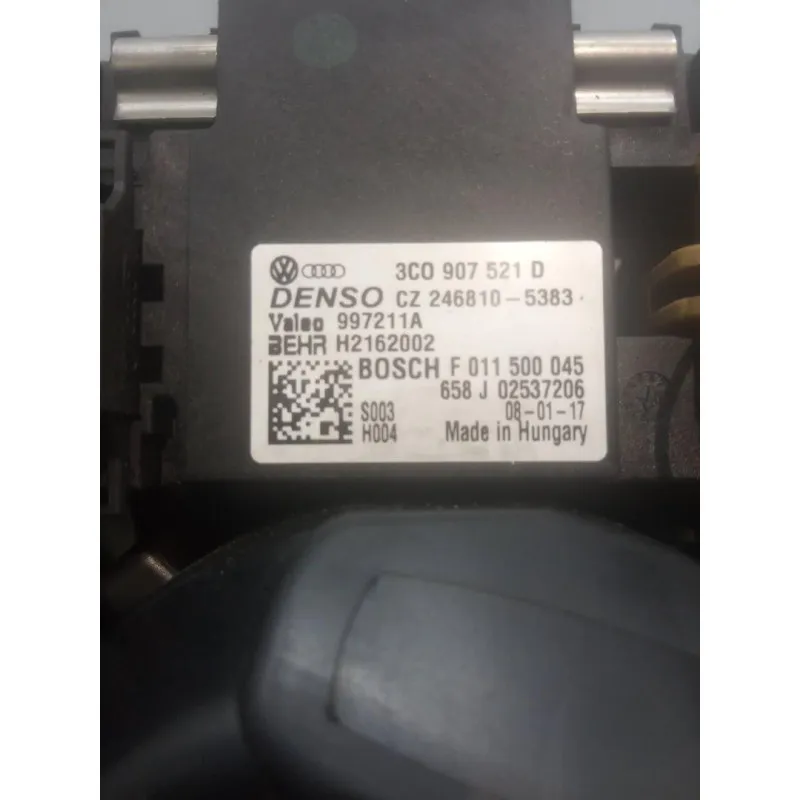 3C0 907 521 D
DENSO CZ 246810-5383
Valeo 997211A
BEHR H2162002
BOSCH F 011 500 045
658 J 02537206
S003 08-01-17
H004 Made in Hungary